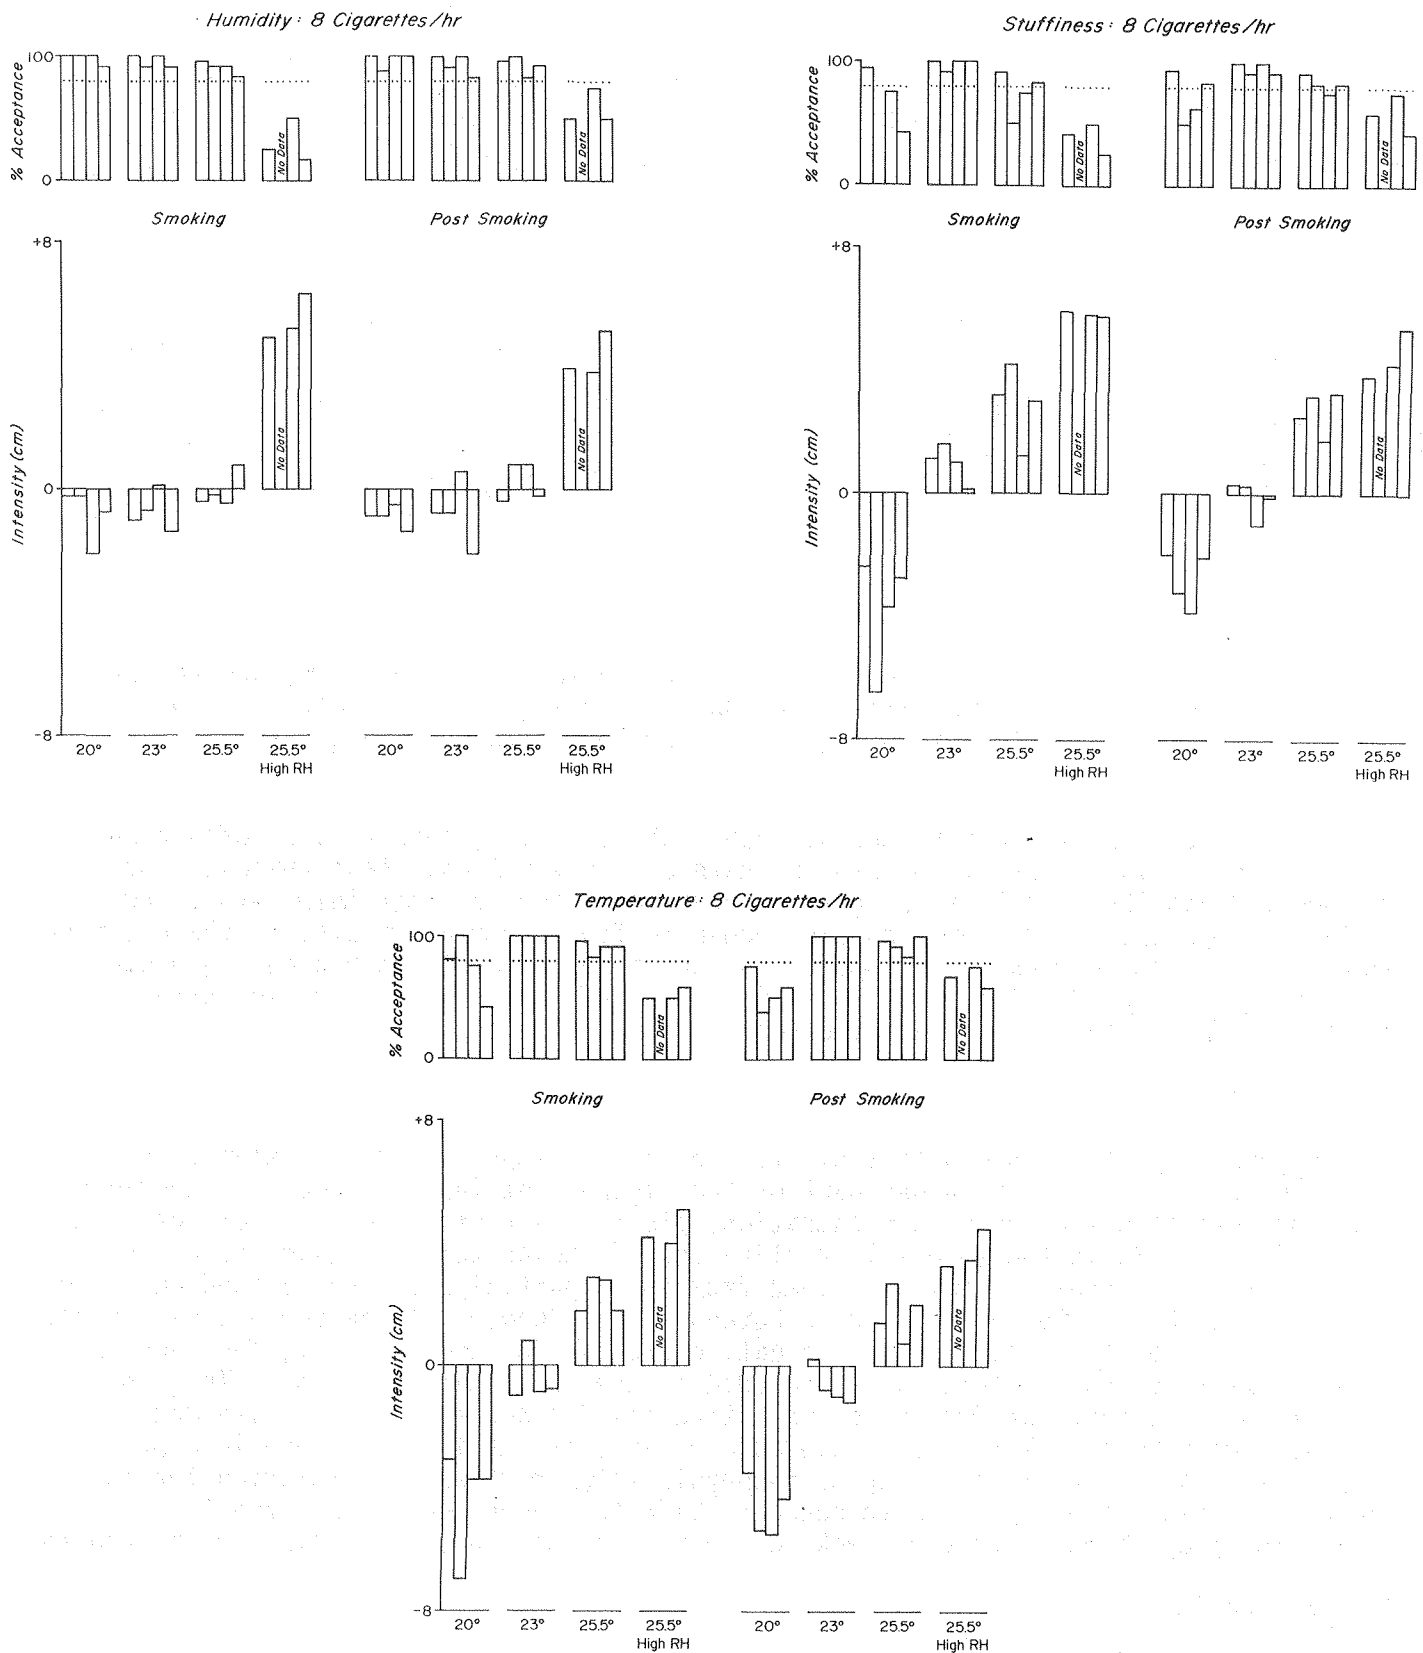 Humidity: 8 Cigarettes/hr
100
% Acceptance
0
No Data
No Data
Smoking
Post Smoking
+8
Intensity (cm)
0
No Data
No Data
-8
20° 23° 25.5° 25.5° 20° 23° 25.5° 25.5°
High RH High RH
Stuffiness: 8 Cigarettes/hr
100
% Acceptance
0
No Data
No Data
Smoking
Post Smoking
+8
Intensity (cm)
0
No Data
No Data
-8
20° 23° 25.5° 25.5° 20° 23° 25.5° 25.5°
High RH High RH
Temperature: 8 Cigarettes/hr
100
% Acceptance
0
No Data
No Data
Smoking
Post Smoking
+8
Intensity (cm)
0
No Data
No Data
-8
20° 23° 25.5° 25.5° 20° 23° 25.5° 25.5°
High RH High RH